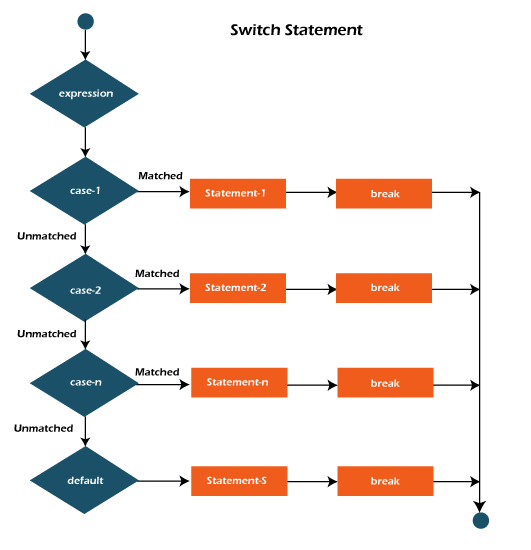 Switch Statement
expression
Matched
case-1
Statement-1
break
Unmatched
Matched
case-2
Statement-2
break
Unmatched
Matched
case-n
Statement-n
break
Unmatched
default
Statement-S
break